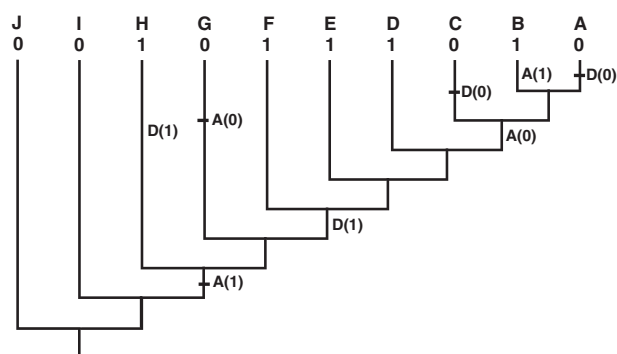 J I H G F E D C B A
0 0 1 0 1 1 1 0 1 0
A(1) D(0)
D(0)
A(0)
D(1)
A(0)
D(1)
A(1)